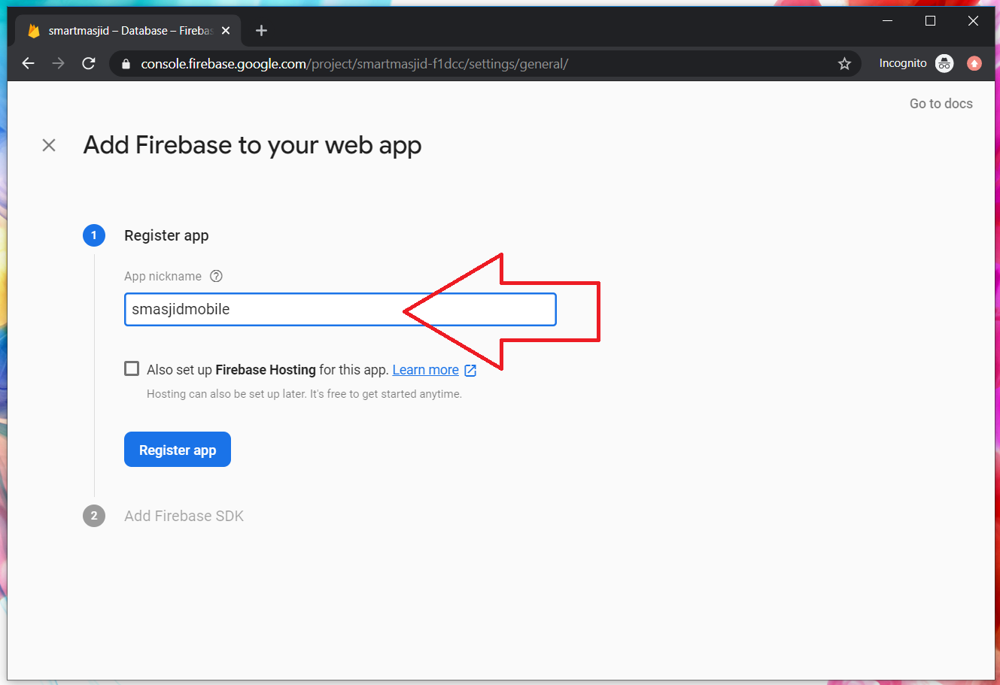 smartmasjid – Database – Fireba
console.firebase.google.com/project/smartmasjid-f1dcc/settings/general/
Incognito
Go to docs
Add Firebase to your web app
1 Register app
App nickname ?
smasjidmobile
Also set up Firebase Hosting for this app. Learn more
Hosting can also be set up later. It's free to get started anytime.
Register app
2 Add Firebase SDK